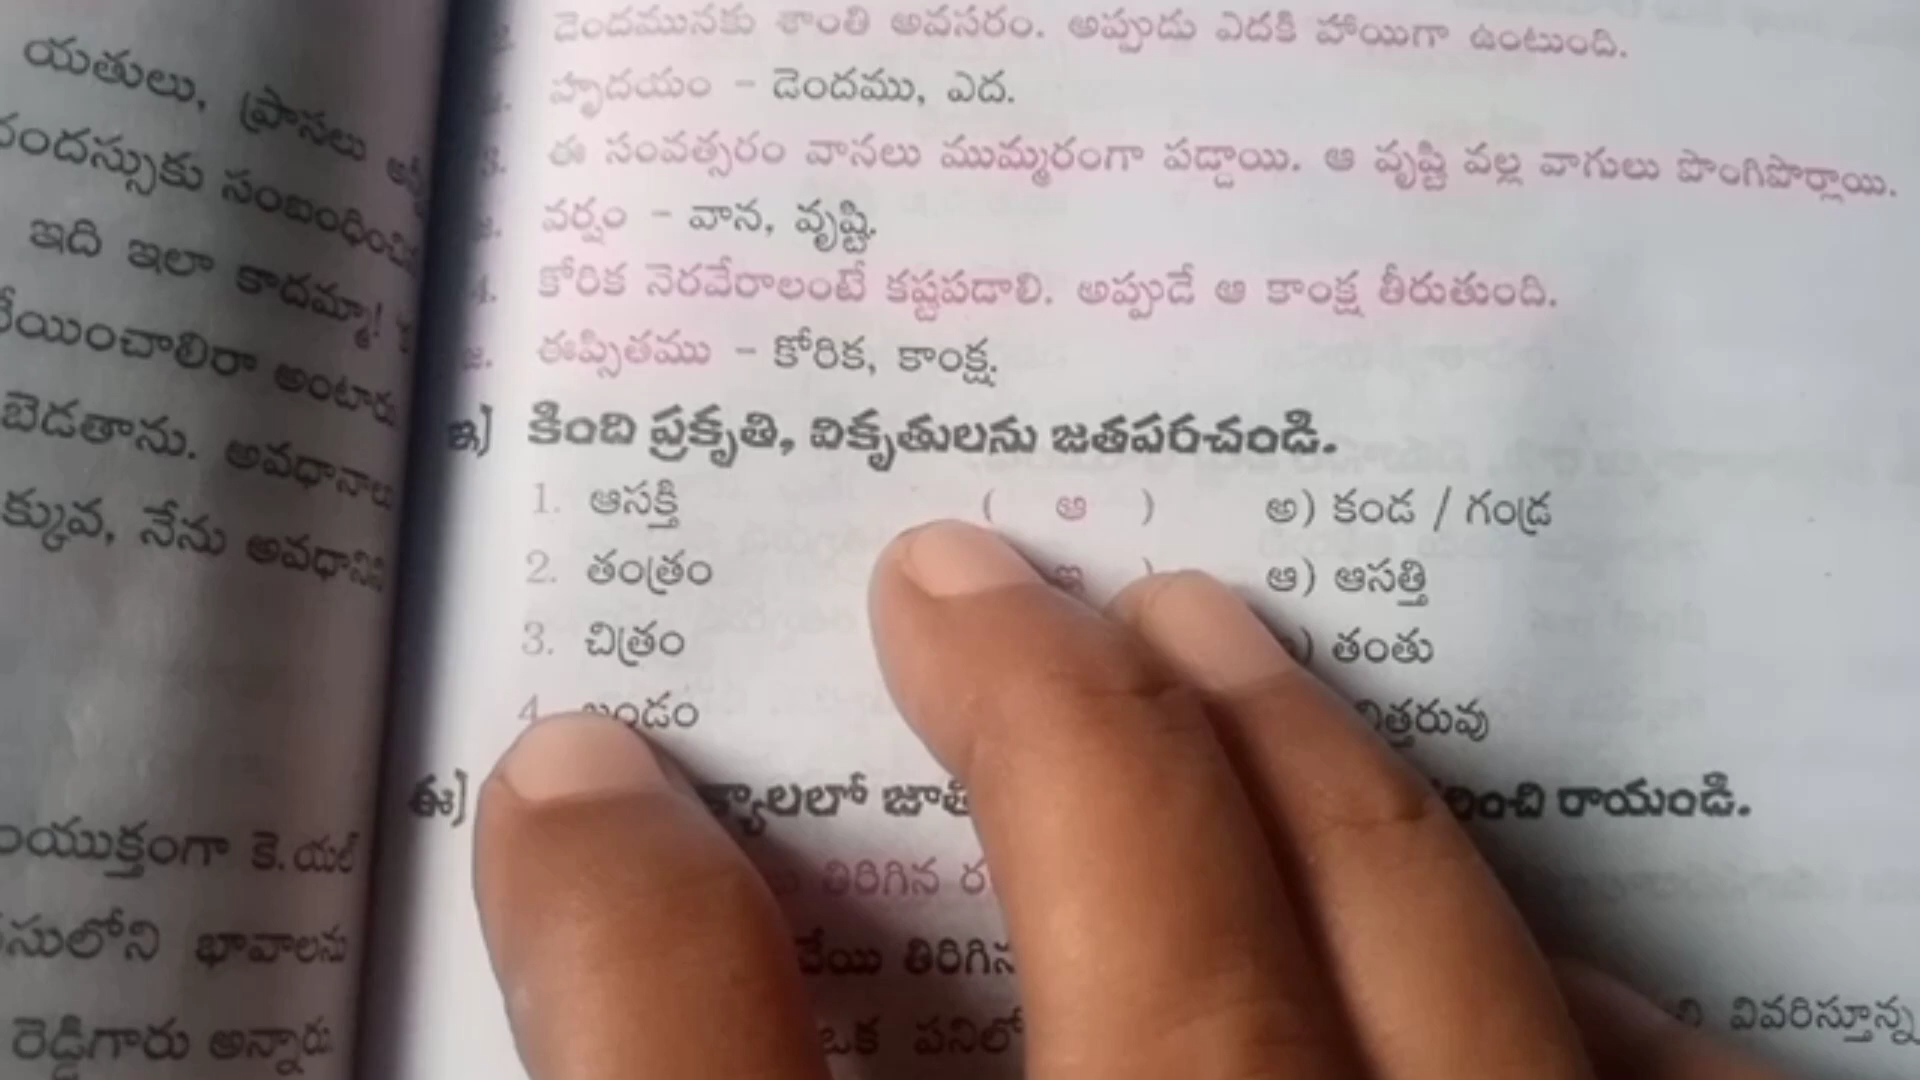 యతులు, ప్రాసలు
సంబంధించిన
ఇది ఇలా కాదమ్మా!
అంటారు
బెడతాను. అవధానాలు
క్కువ, నేను అవధానిని
కె.యల్
భావాలను
రెడ్డిగారు అన్నారు
డెందమునకు శాంతి అవసరం. అప్పుడు ఎదకి హాయిగా ఉంటుంది.
హృదయం – డెందము, ఎద.
3. ఈ సంవత్సరం వానలు ముమ్మరంగా పడ్డాయి. ఆ వృష్టి వల్ల వాగులు పొంగిపొర్లాయి.
జ. వర్షం – వాన, వృష్టి.
4. కోరిక నెరవేరాలంటే కష్టపడాలి. అప్పుడే ఆ కాంక్ష తీరుతుంది.
జ. ఈప్సితము – కోరిక, కాంక్ష.
ఇ) కింది ప్రకృతి, వికృతులను జతపరచండి.
1. ఆసక్తి ( ఆ ) అ) కండ / గండ్ర
2. తంత్రం ఇ ) ఆ) ఆసత్తి
3. చిత్రం ) తంతు
4. చిత్తరువు
ఈ) రాయండి.
తిరిగిన
చేయి తిరిగిన
ఒక పనిలో వివరిస్తూన్న